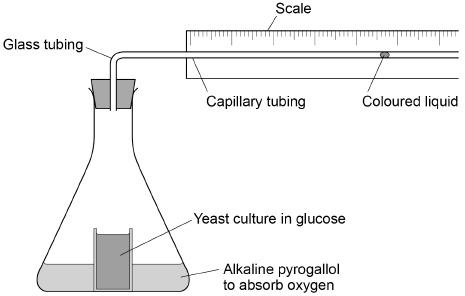 Scale
Glass tubing
Capillary tubing
Coloured liquid
Yeast culture in glucose
Alkaline pyrogallol
to absorb oxygen